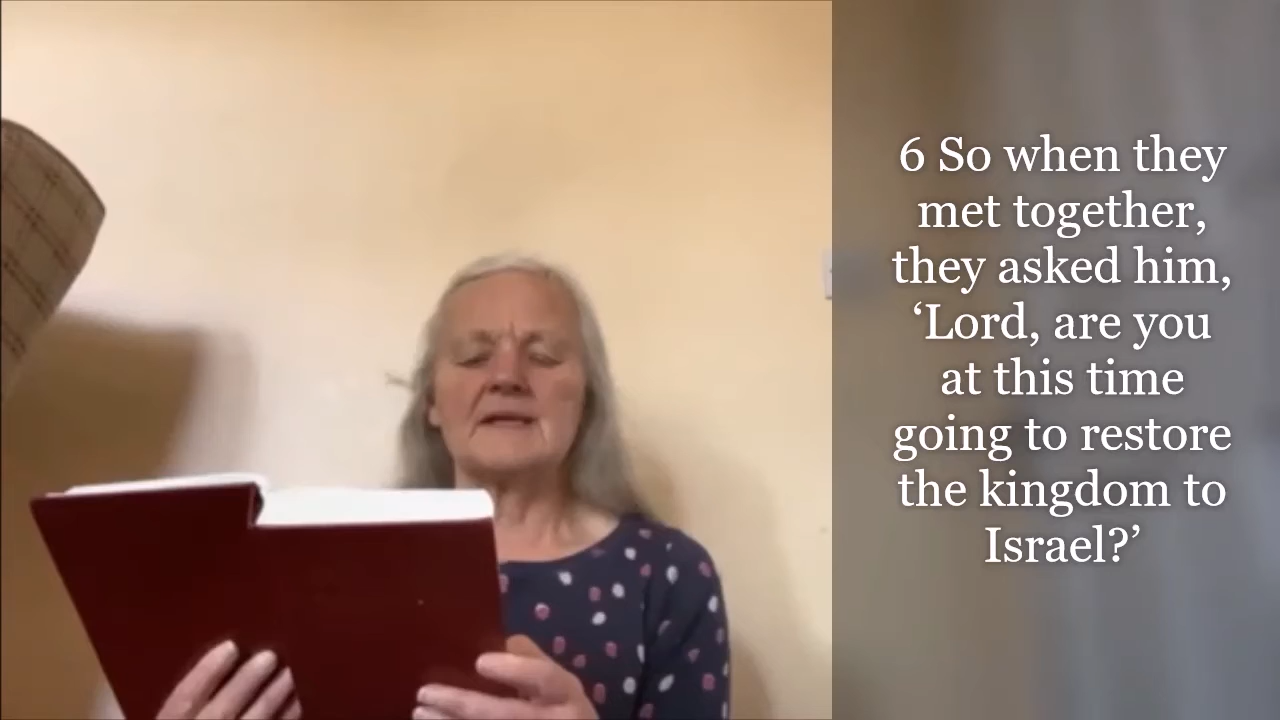 6 So when they
met together,
they asked him,
‘Lord, are you
at this time
going to restore
the kingdom to
Israel?’